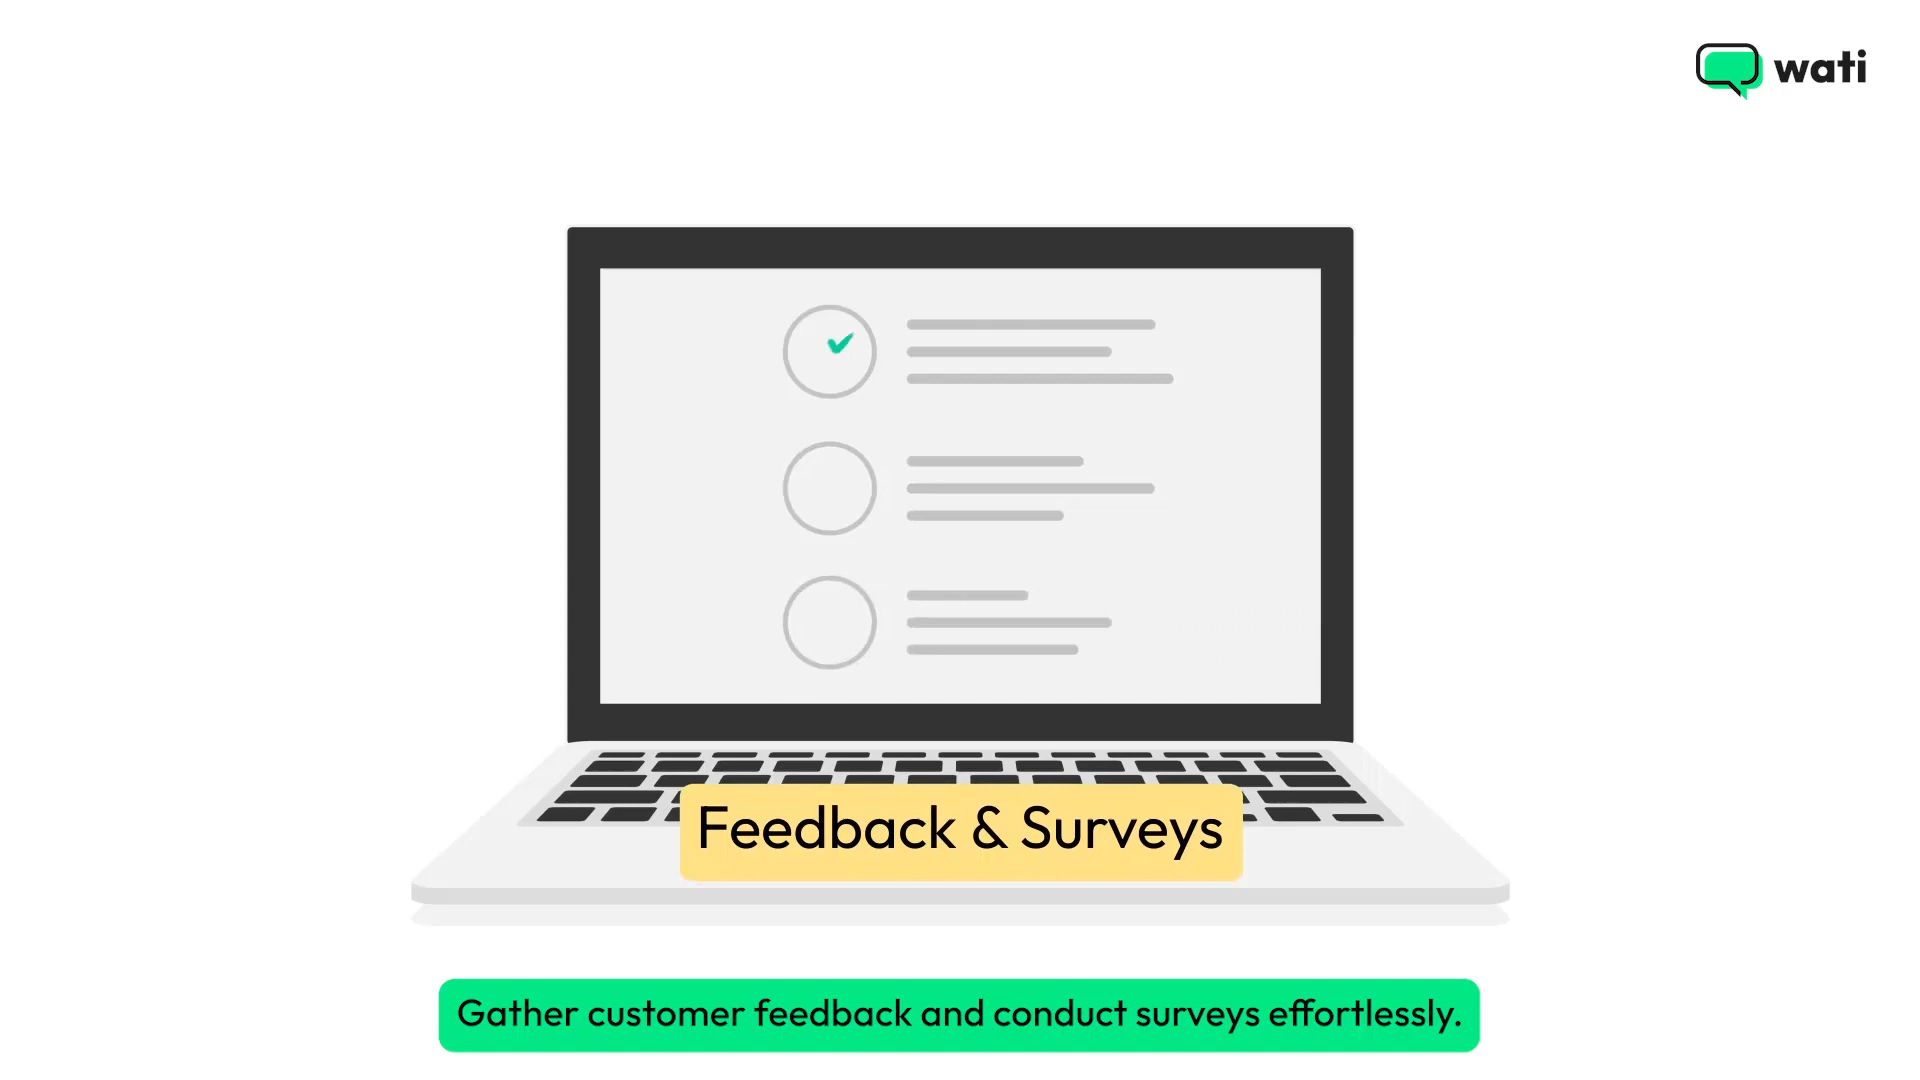 wati
Feedback & Surveys
Gather customer feedback and conduct surveys effortlessly.